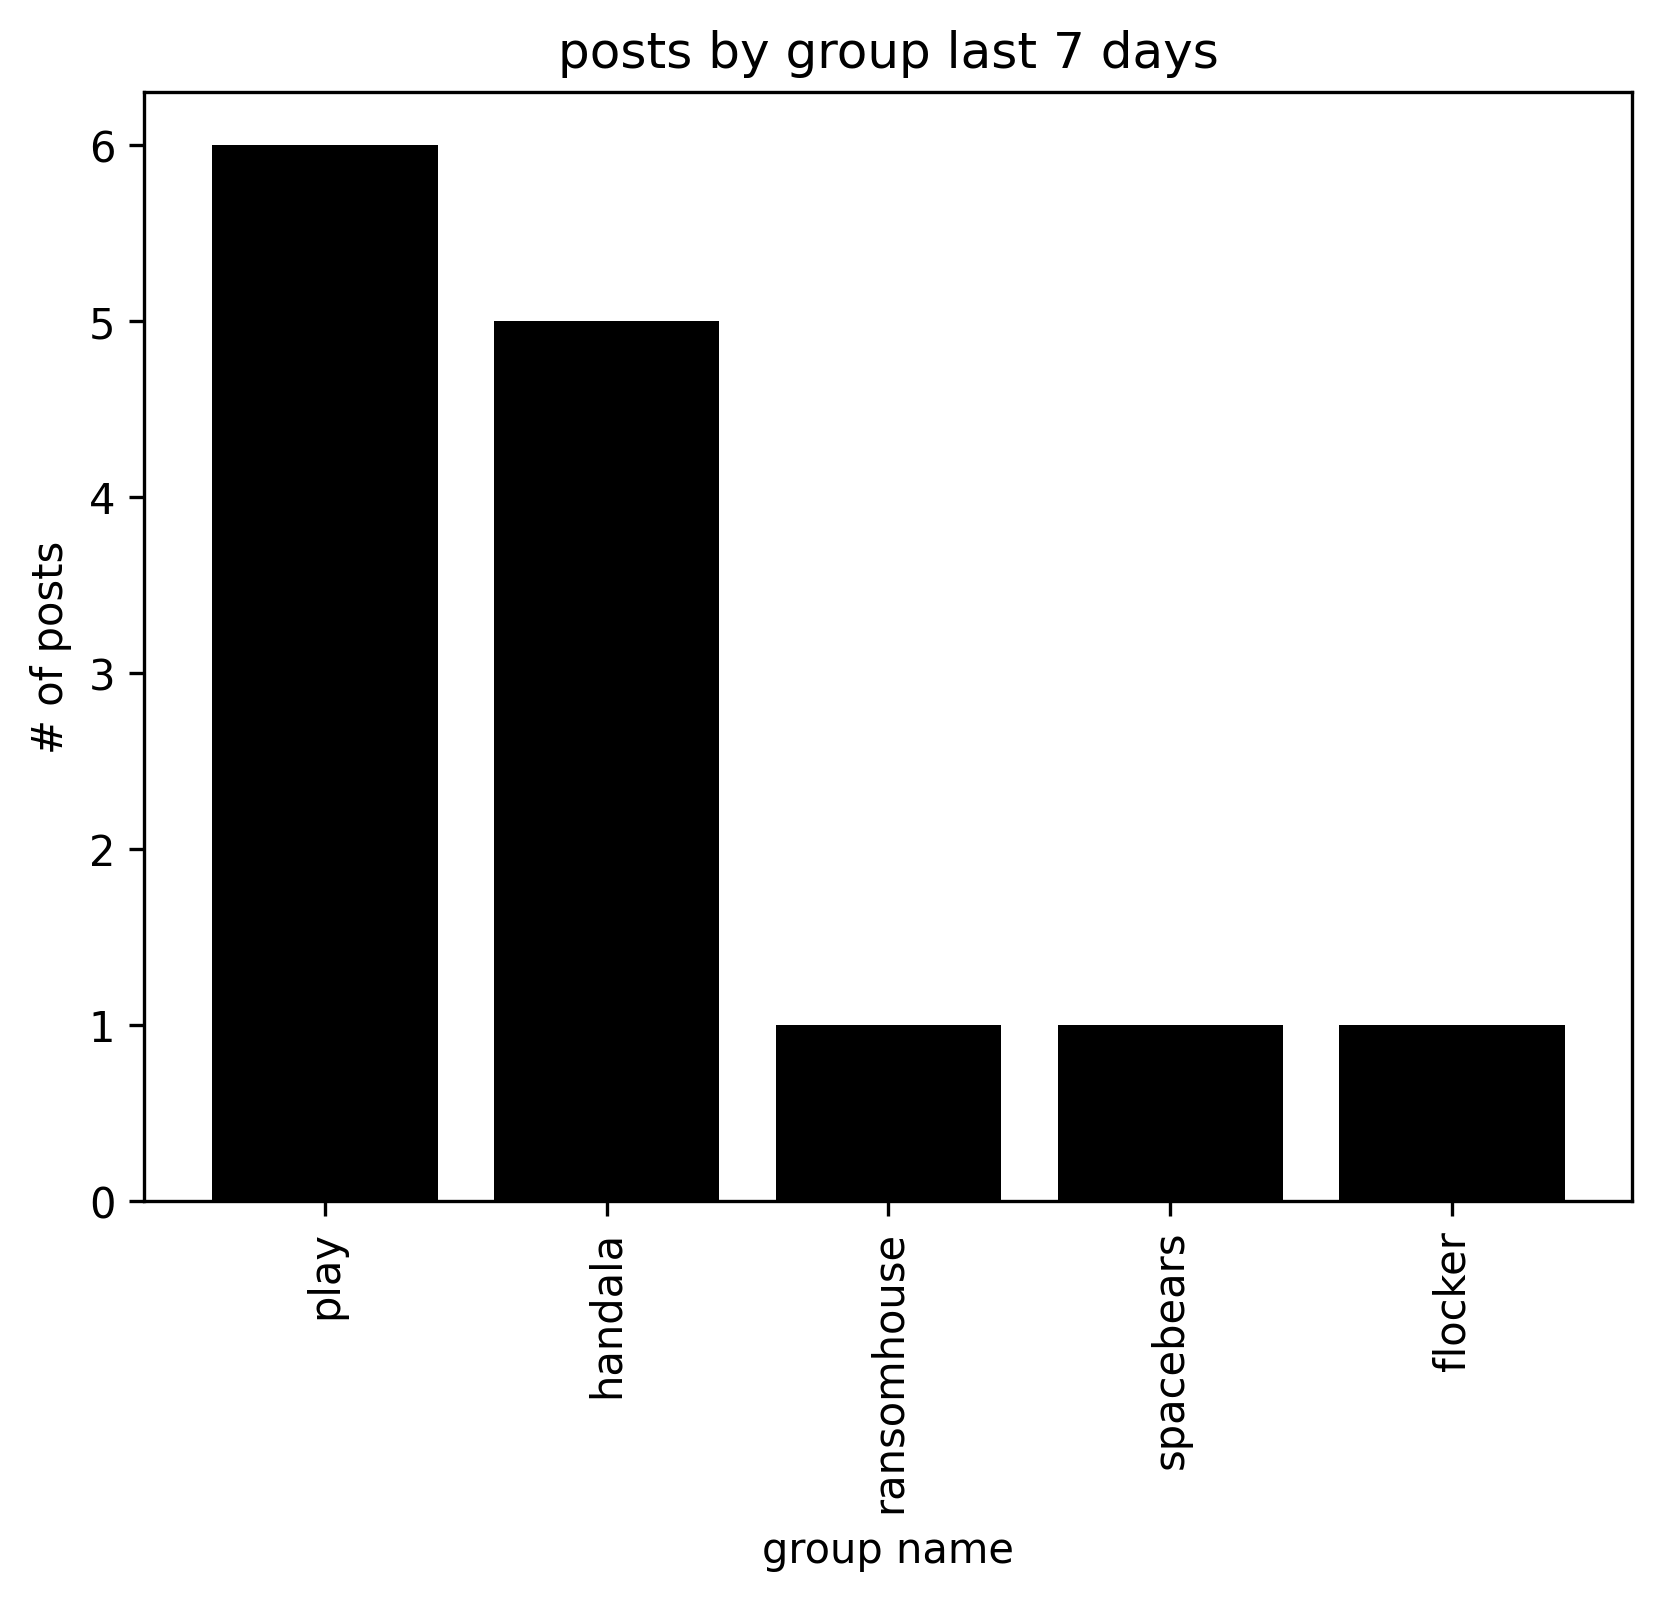 posts by group last 7 days
# of posts
6
5
4
3
2
1
0
play
handala
ransomhouse
spacebears
flocker
group name